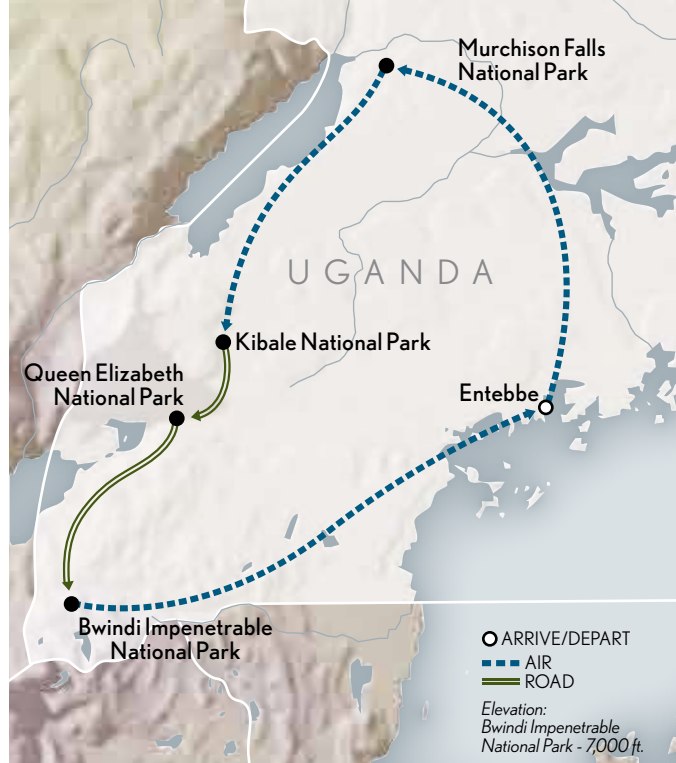 Murchison Falls
National Park
UGANDA
Kibale National Park
Queen Elizabeth
National Park
Entebbe
Bwindi Impenetrable
National Park
ARRIVE/DEPART
AIR
ROAD
Elevation:
Bwindi Impenetrable
National Park - 7,000 ft.